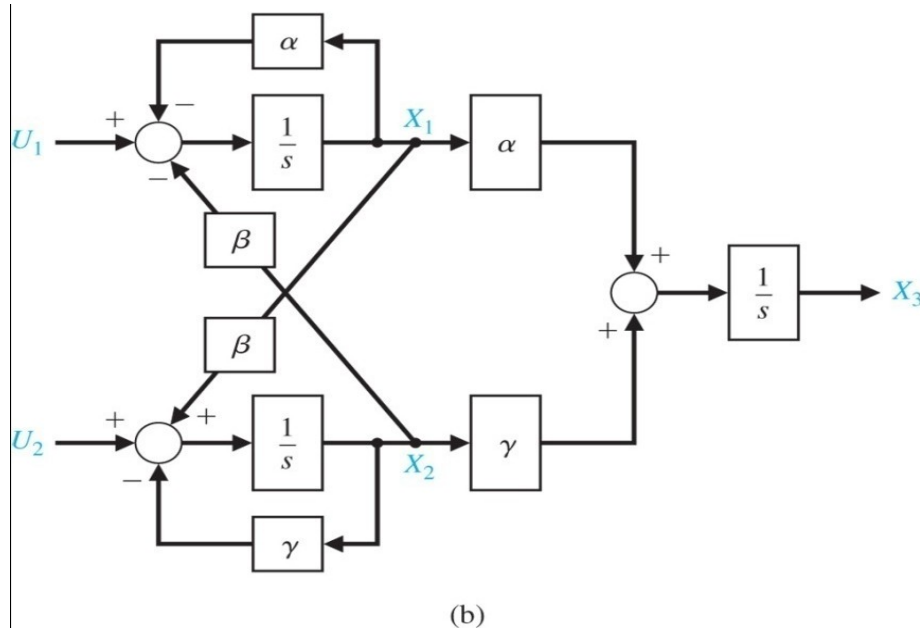 α
−
+
U₁
1/s
X₁
α
−
β
+
1/s
X₃
β
+
+
+
U₂
1/s
X₂
γ
−
γ
(b)